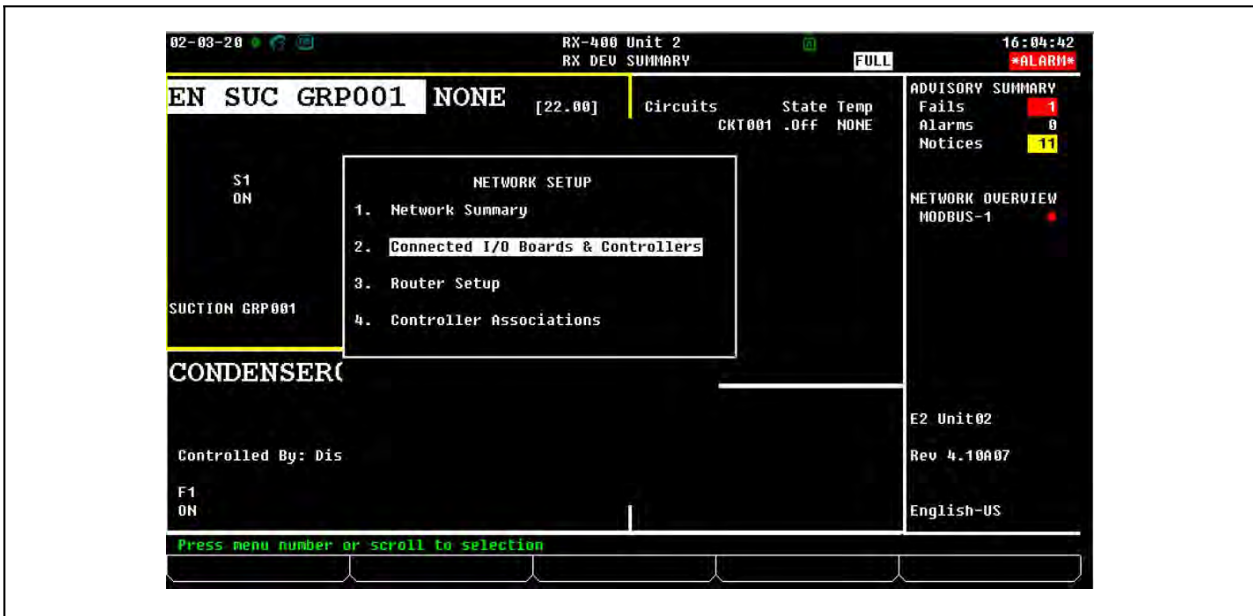 02-03-20 RX-400 Unit 2 16:04:42
RX DEV SUMMARY FULL *ALARM*
EN SUC GRP001 NONE [22.00] Circuits State Temp
CKT001 .Off NONE
ADVISORY SUMMARY
Fails 1
Alarms 0
Notices 11
S1
ON
NETWORK SETUP
1. Network Summary
2. Connected I/O Boards & Controllers
3. Router Setup
4. Controller Associations
NETWORK OVERVIEW
MODBUS-1
SUCTION GRP001
CONDENSER
Controlled By: Dis
F1
ON
E2 Unit02
Rev 4.10A07
English-US
Press menu number or scroll to selection